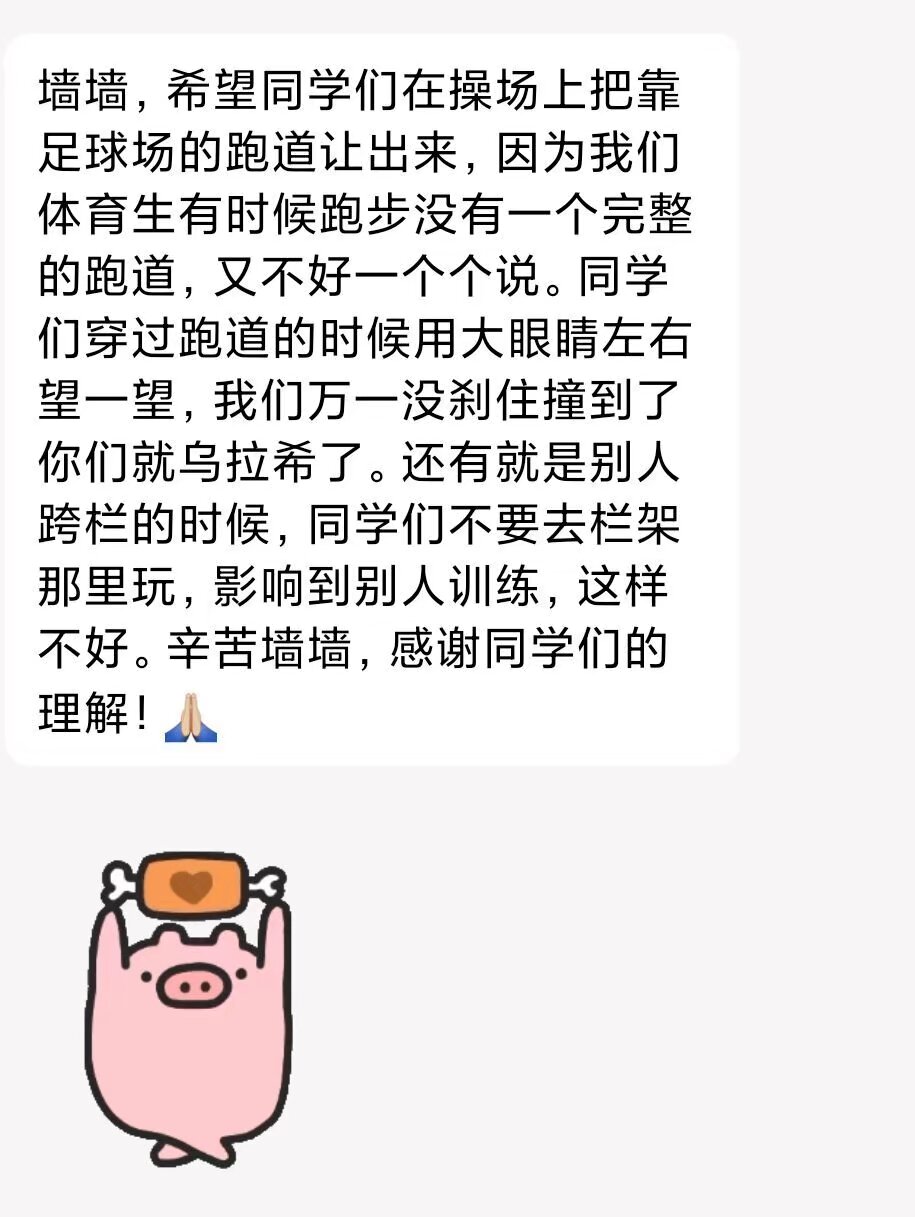 墙墙，希望同学们在操场上把靠
足球场的跑道让出来，因为我们
体育生有时候跑步没有一个完整
的跑道，又不好一个个说。同学
们穿过跑道的时候用大眼睛左右
望一望，我们万一没刹住撞到了
你们就乌拉希了。还有就是别人
跨栏的时候，同学们不要去栏架
那里玩，影响到别人训练，这样
不好。辛苦墙墙，感谢同学们的
理解！🙏🏼